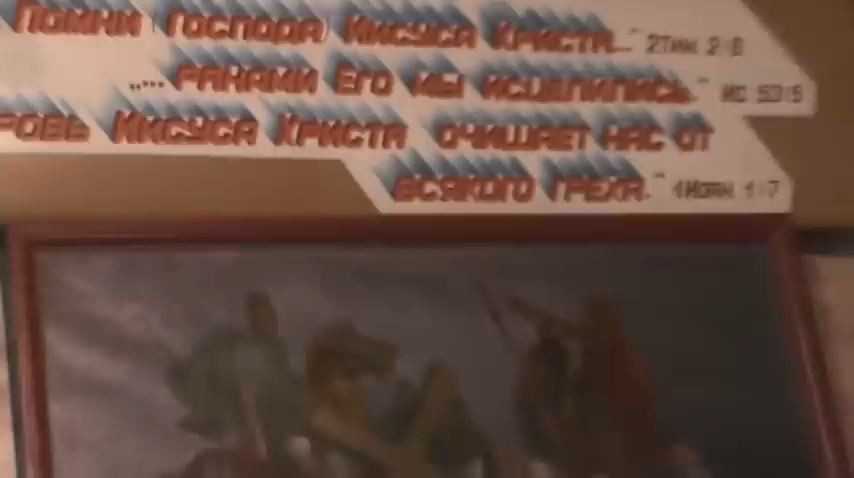 Помни (Господа) Иисуса Христа..." 2Тим. 2:8
..... ранами Его мы исцелились." Ис 53:5
ровь Иисуса Христа очищает нас от
всякого греха." 1Иоан. 1:7